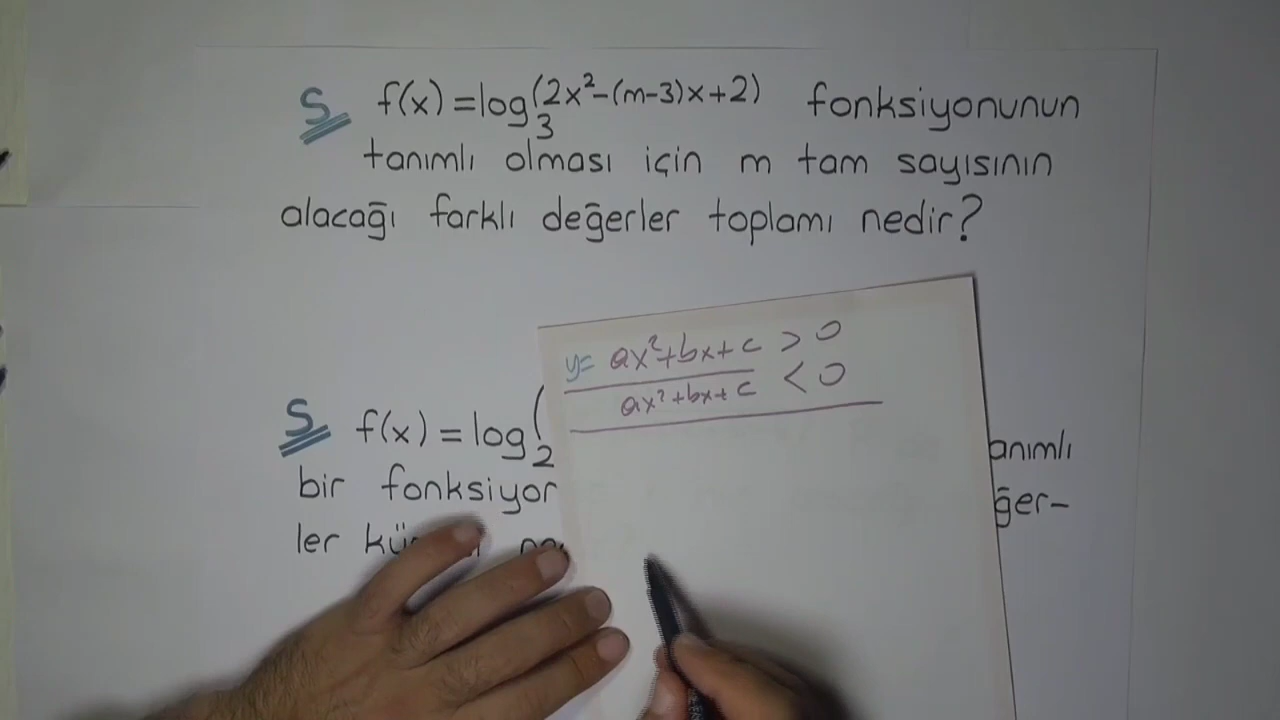 S f(x) = log₃(2x²-(m-3)x+2) fonksiyonunun
tanımlı olması için m tam sayısının
alacağı farklı değerler toplamı nedir?
y= ax²+bx+c > 0
ax²+bx+c < 0
S f(x) = log₂(
anımlı
bir fonksiyor
ğer-
ler